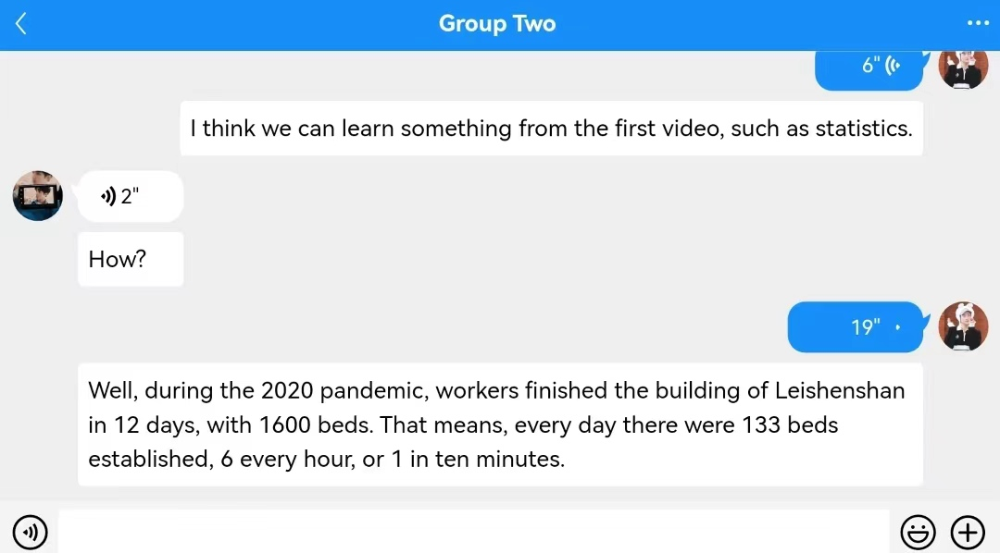 Group Two
6"
I think we can learn something from the first video, such as statistics.
2"
How?
19"
Well, during the 2020 pandemic, workers finished the building of Leishenshan
in 12 days, with 1600 beds. That means, every day there were 133 beds
established, 6 every hour, or 1 in ten minutes.